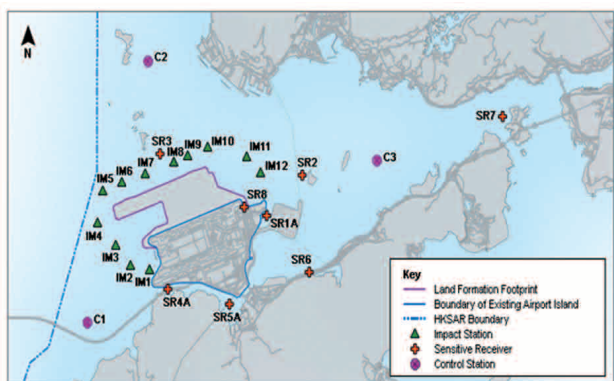 N
C2
SR7
SR3
IM10
IM9
IM8
IM11
IM7
IM12
SR2
C3
IM6
IM5
SR8
SR1A
IM4
IM3
SR6
IM2
IM1
SR4A
SR5A
C1
Key
Land Formation Footprint
Boundary of Existing Airport Island
HKSAR Boundary
Impact Station
Sensitive Receiver
Control Station